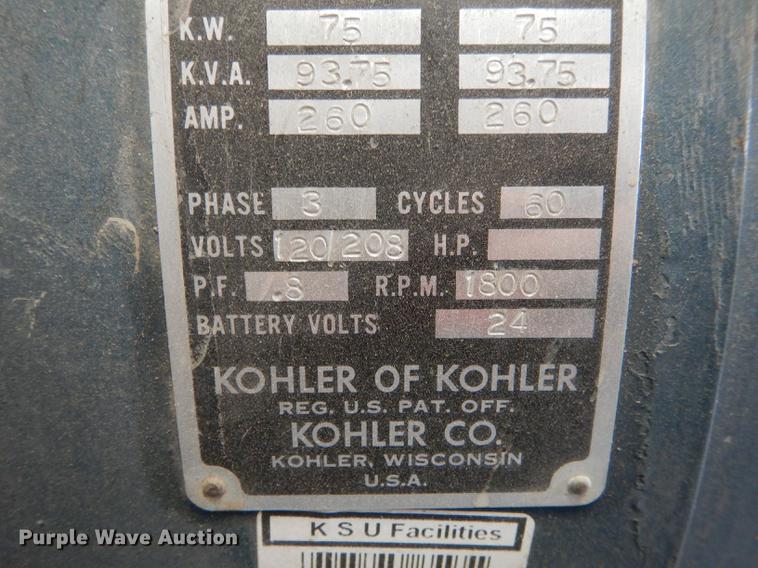 K.W. 75 75
K.V.A. 93.75 93.75
AMP. 260 260
PHASE 3 CYCLES 60
VOLTS 120/208 H.P.
P.F. .8 R.P.M. 1800
BATTERY VOLTS 24
KOHLER OF KOHLER
REG. U.S. PAT. OFF.
KOHLER CO.
KOHLER, WISCONSIN
U.S.A.
K S U Facilities
Purple Wave Auction